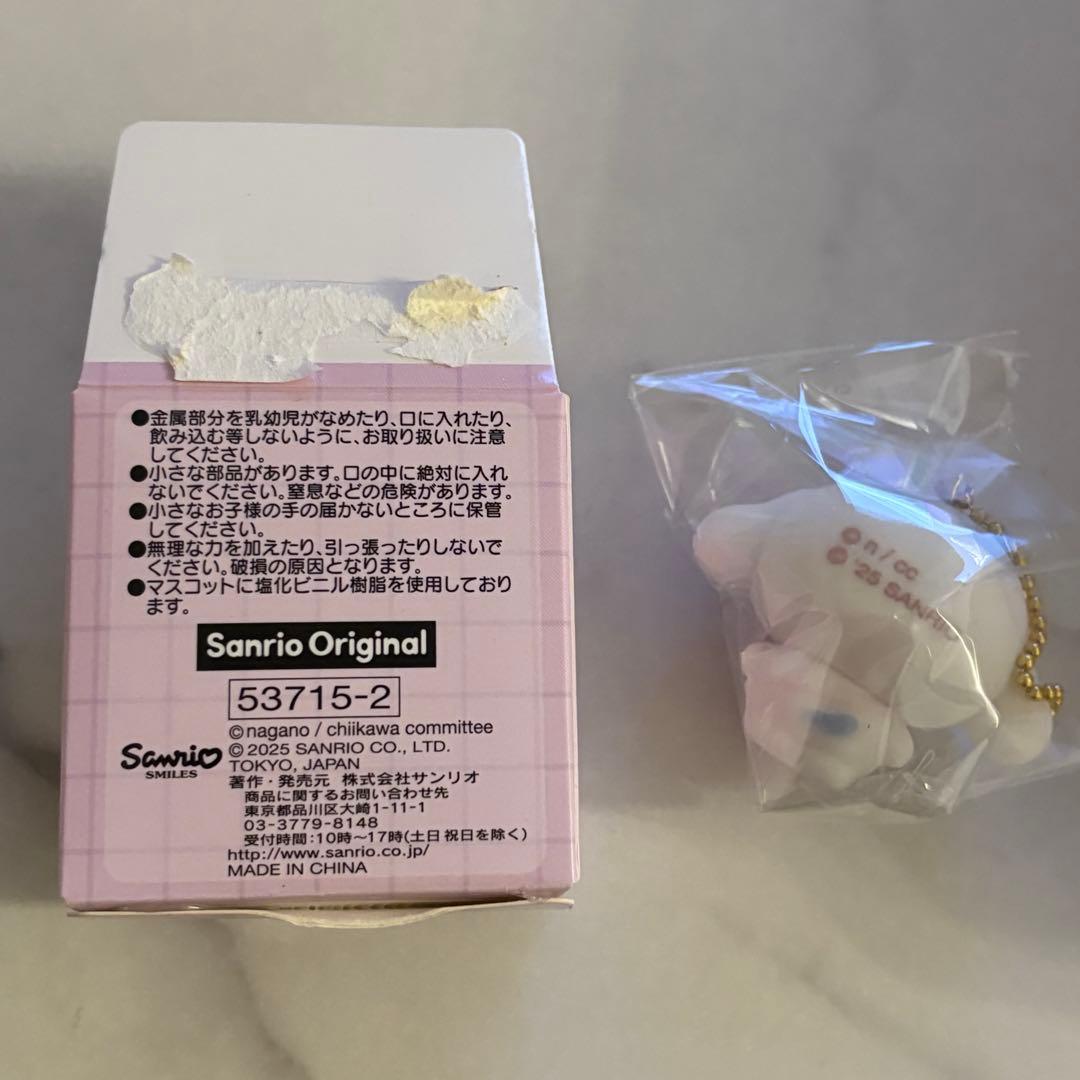 ●金属部分を乳幼児がなめたり、口に入れたり、
飲み込む等しないように、お取り扱いに注意
してください。
●小さな部品があります。口の中に絶対に入れ
ないでください。窒息などの危険があります。
●小さなお子様の手の届かないところに保管
してください。
●無理な力を加えたり、引っ張ったりしないで
ください。破損の原因となります。
●マスコットに塩化ビニル樹脂を使用しており
ます。
Sanrio Original
53715-2
©nagano / chiikawa committee
Sanrio
SMILES
© 2025 SANRIO CO., LTD.
TOKYO, JAPAN
著作・発売元 株式会社サンリオ
商品に関するお問い合わせ先
東京都品川区大崎1-11-1
03-3779-8148
受付時間:10時～17時(土日祝日を除く)
http://www.sanrio.co.jp/
MADE IN CHINA
© n / cc
© '25 SANRIO